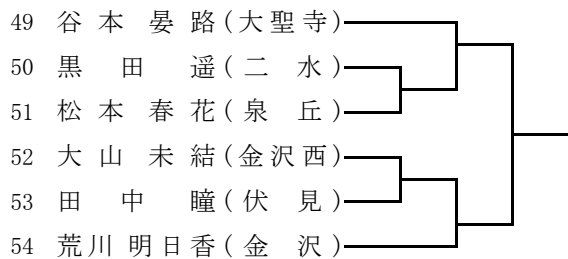 49 谷本 晏路(大聖寺)
50 黒田 遥(二水)
51 松本 春花(泉丘)
52 大山 未結(金沢西)
53 田中 瞳(伏見)
54 荒川 明日香(金沢)